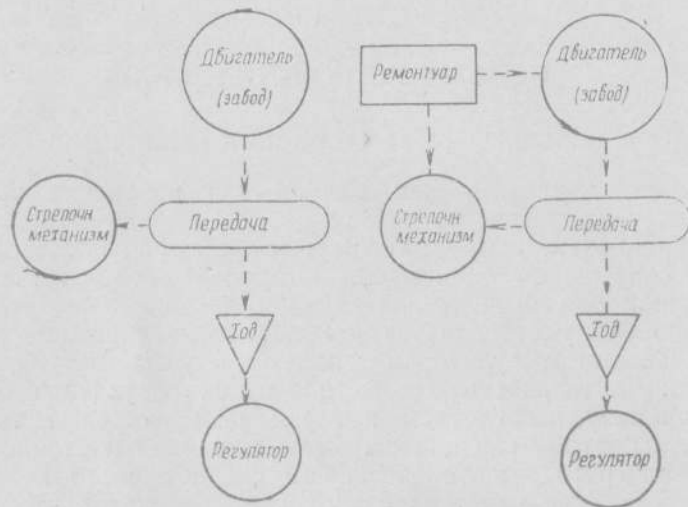 Двигатель
(завод)
Стрелочн.
механизм
Передача
Ход
Регулятор
Ремонтуар
Двигатель
(завод)
Стрелочн
механизм
Передача
Ход
Регулятор